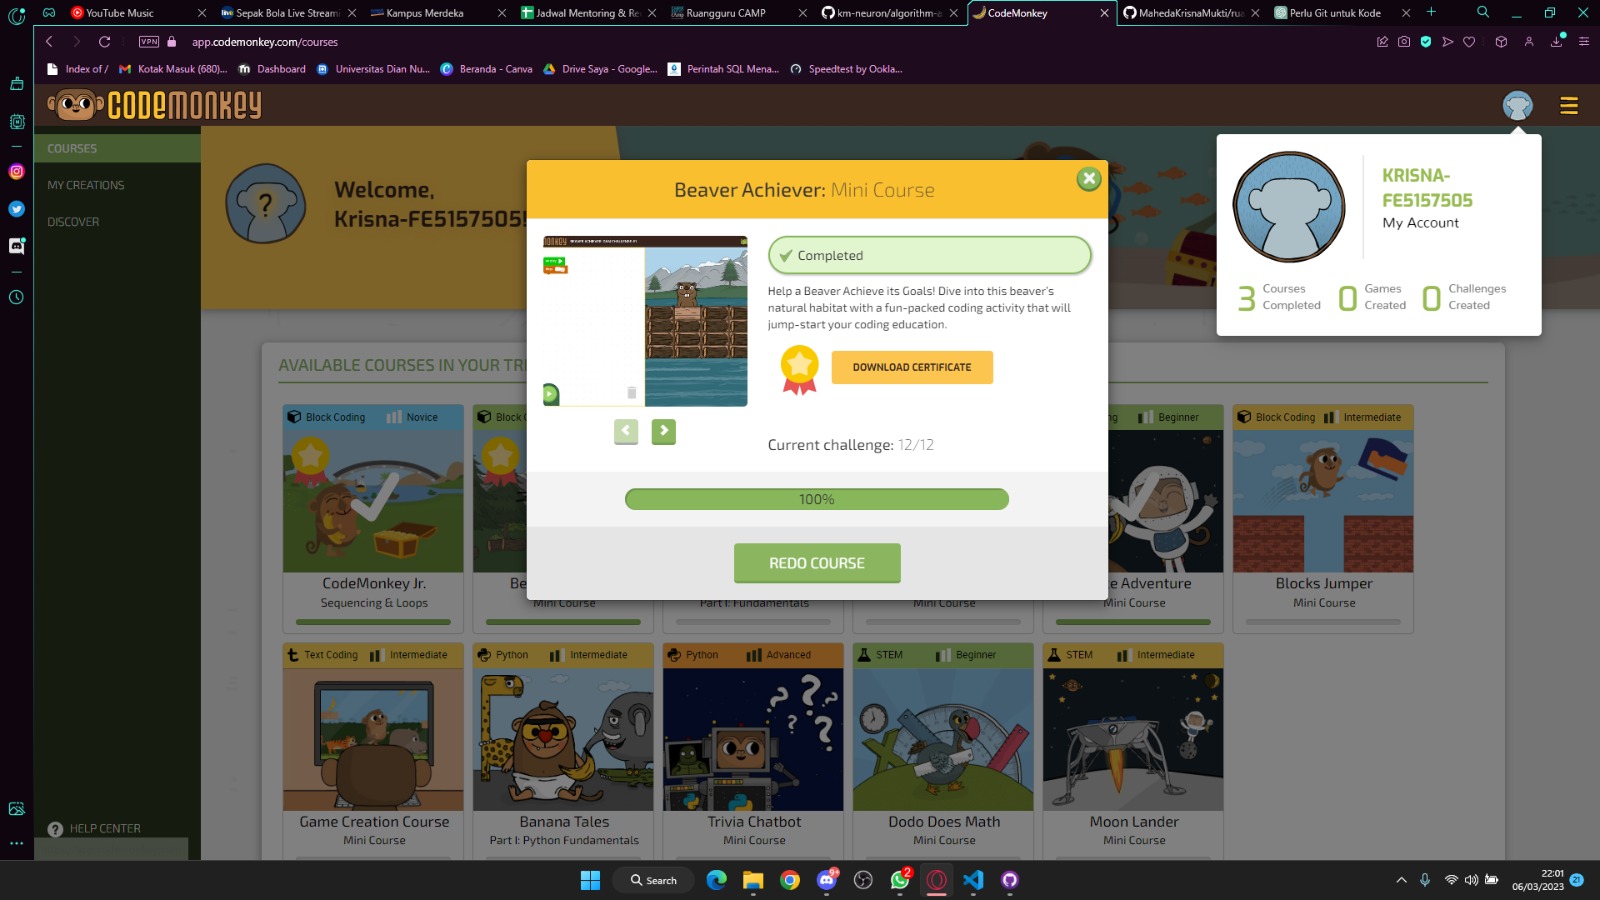 YouTube Music
Sepak Bola Live Streami
Kampus Merdeka
Jadwal Mentoring & Re
Ruangguru CAMP
km-neuron/algorithm-a
CodeMonkey
MahedaKrisnaMukti/rua
Perlu Git untuk Kode
VPN
app.codemonkey.com/courses
Index of /
Kotak Masuk (680)...
Dashboard
Universitas Dian Nu...
Beranda - Canva
Drive Saya - Google...
Perintah SQL Mena...
Speedtest by Ookla...
CODEMONKEY
COURSES
MY CREATIONS
DISCOVER
HELP CENTER
Welcome,
Krisna-FE5157505!
KRISNA-
FE5157505
My Account
3 Courses Completed
0 Games Created
0 Challenges Created
Beaver Achiever: Mini Course
Completed
Help a Beaver Achieve its Goals! Dive into this beaver's
natural habitat with a fun-packed coding activity that will
jump-start your coding education.
DOWNLOAD CERTIFICATE
Current challenge: 12/12
100%
REDO COURSE
AVAILABLE COURSES IN YOUR TRI
Block Coding
Novice
CodeMonkey Jr.
Sequencing & Loops
Block
Be
Mini Course
Part I: Fundamentals
Mini Course
ng
Beginner
e Adventure
Mini Course
Block Coding
Intermediate
Blocks Jumper
Mini Course
Text Coding
Intermediate
Game Creation Course
Mini Course
Python
Intermediate
Banana Tales
Part I: Python Fundamentals
Python
Advanced
Trivia Chatbot
Mini Course
STEM
Beginner
Dodo Does Math
Mini Course
STEM
Intermediate
Moon Lander
Mini Course
Search
9+
2
22:01
06/03/2023
21